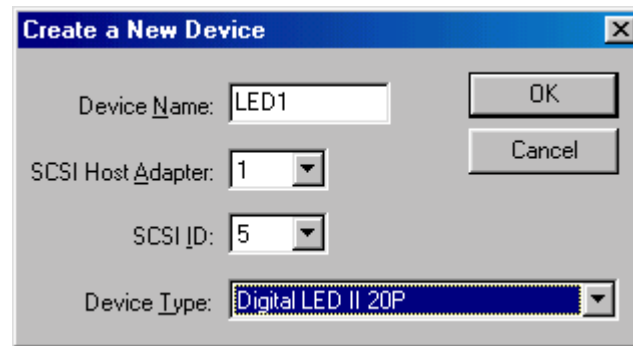 Create a New Device
Device Name: LED1
OK
SCSI Host Adapter: 1
Cancel
SCSI ID: 5
Device Type: Digital LED II 20P